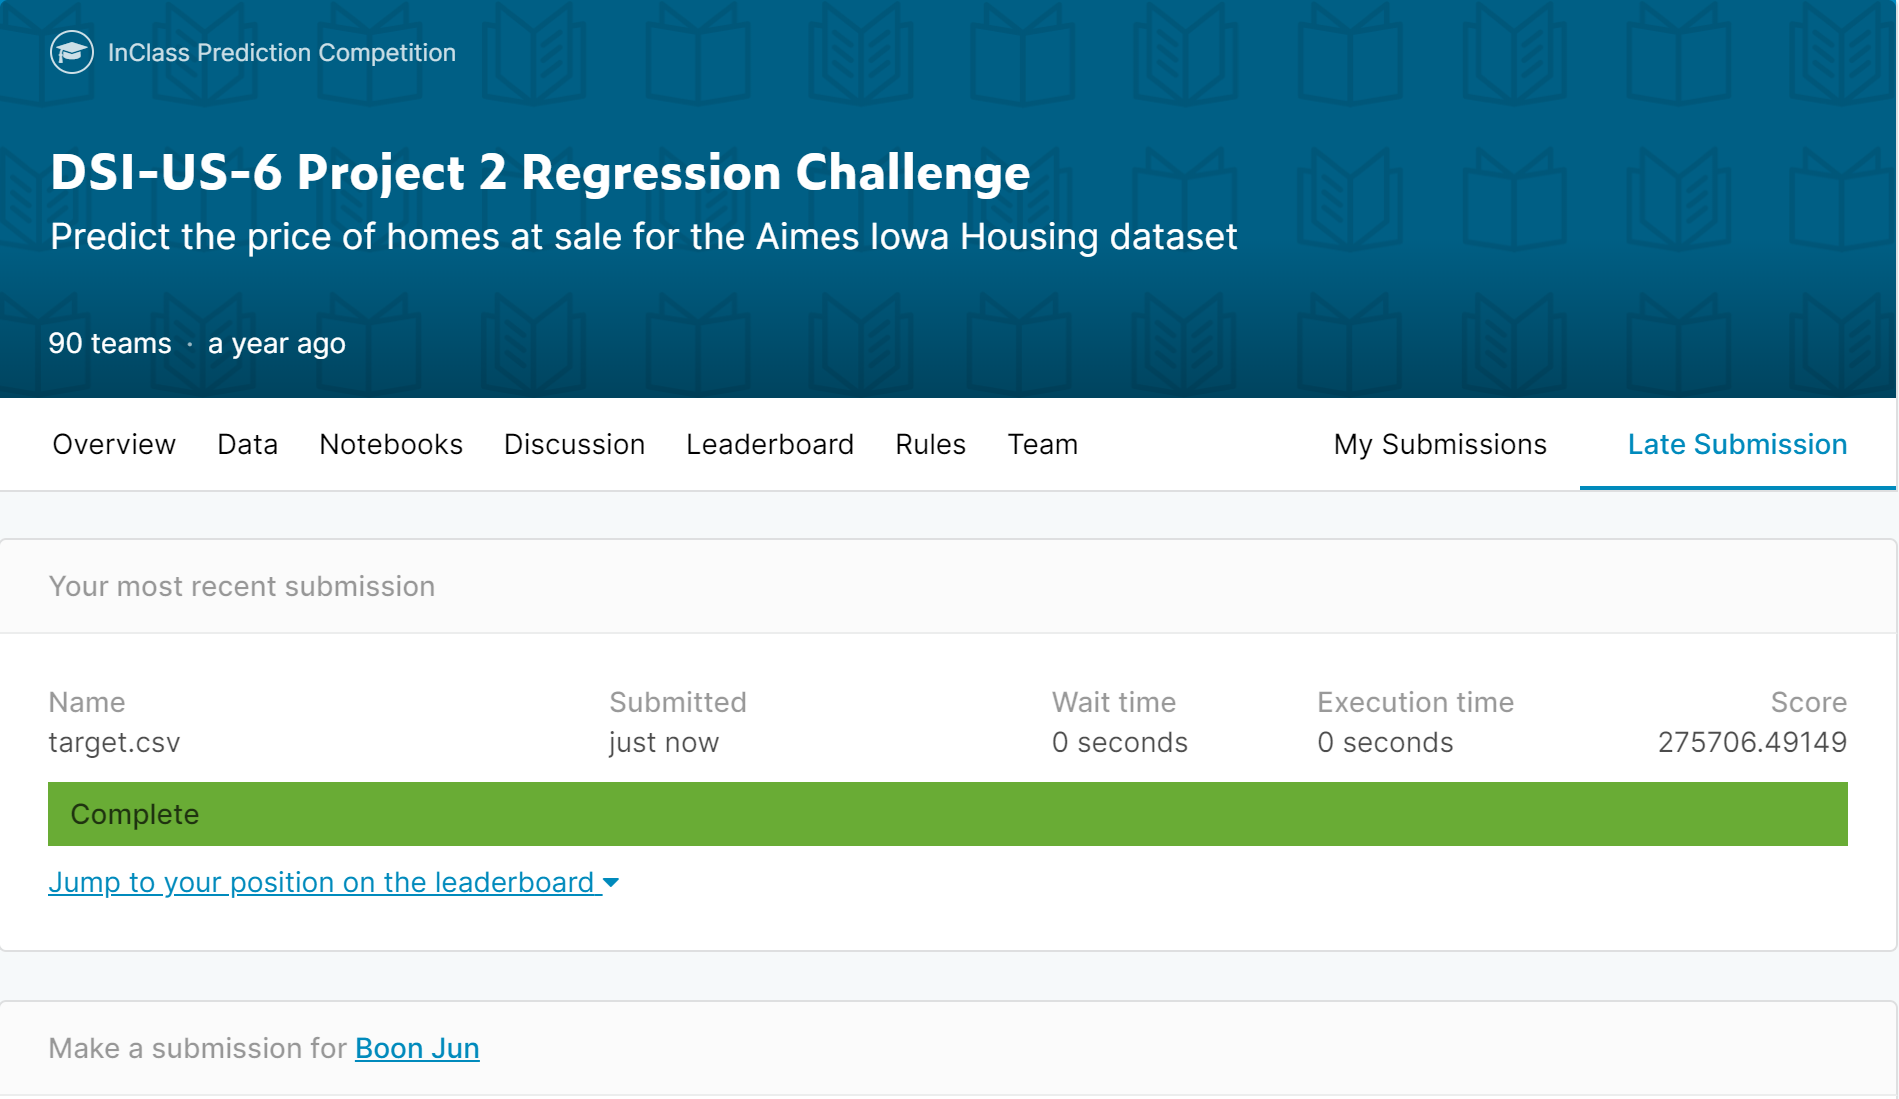 InClass Prediction Competition
DSI-US-6 Project 2 Regression Challenge
Predict the price of homes at sale for the Aimes Iowa Housing dataset
90 teams · a year ago
Overview Data Notebooks Discussion Leaderboard Rules Team My Submissions Late Submission
Your most recent submission
Name Submitted Wait time Execution time Score
target.csv just now 0 seconds 0 seconds 275706.49149
Complete
Jump to your position on the leaderboard
Make a submission for Boon Jun